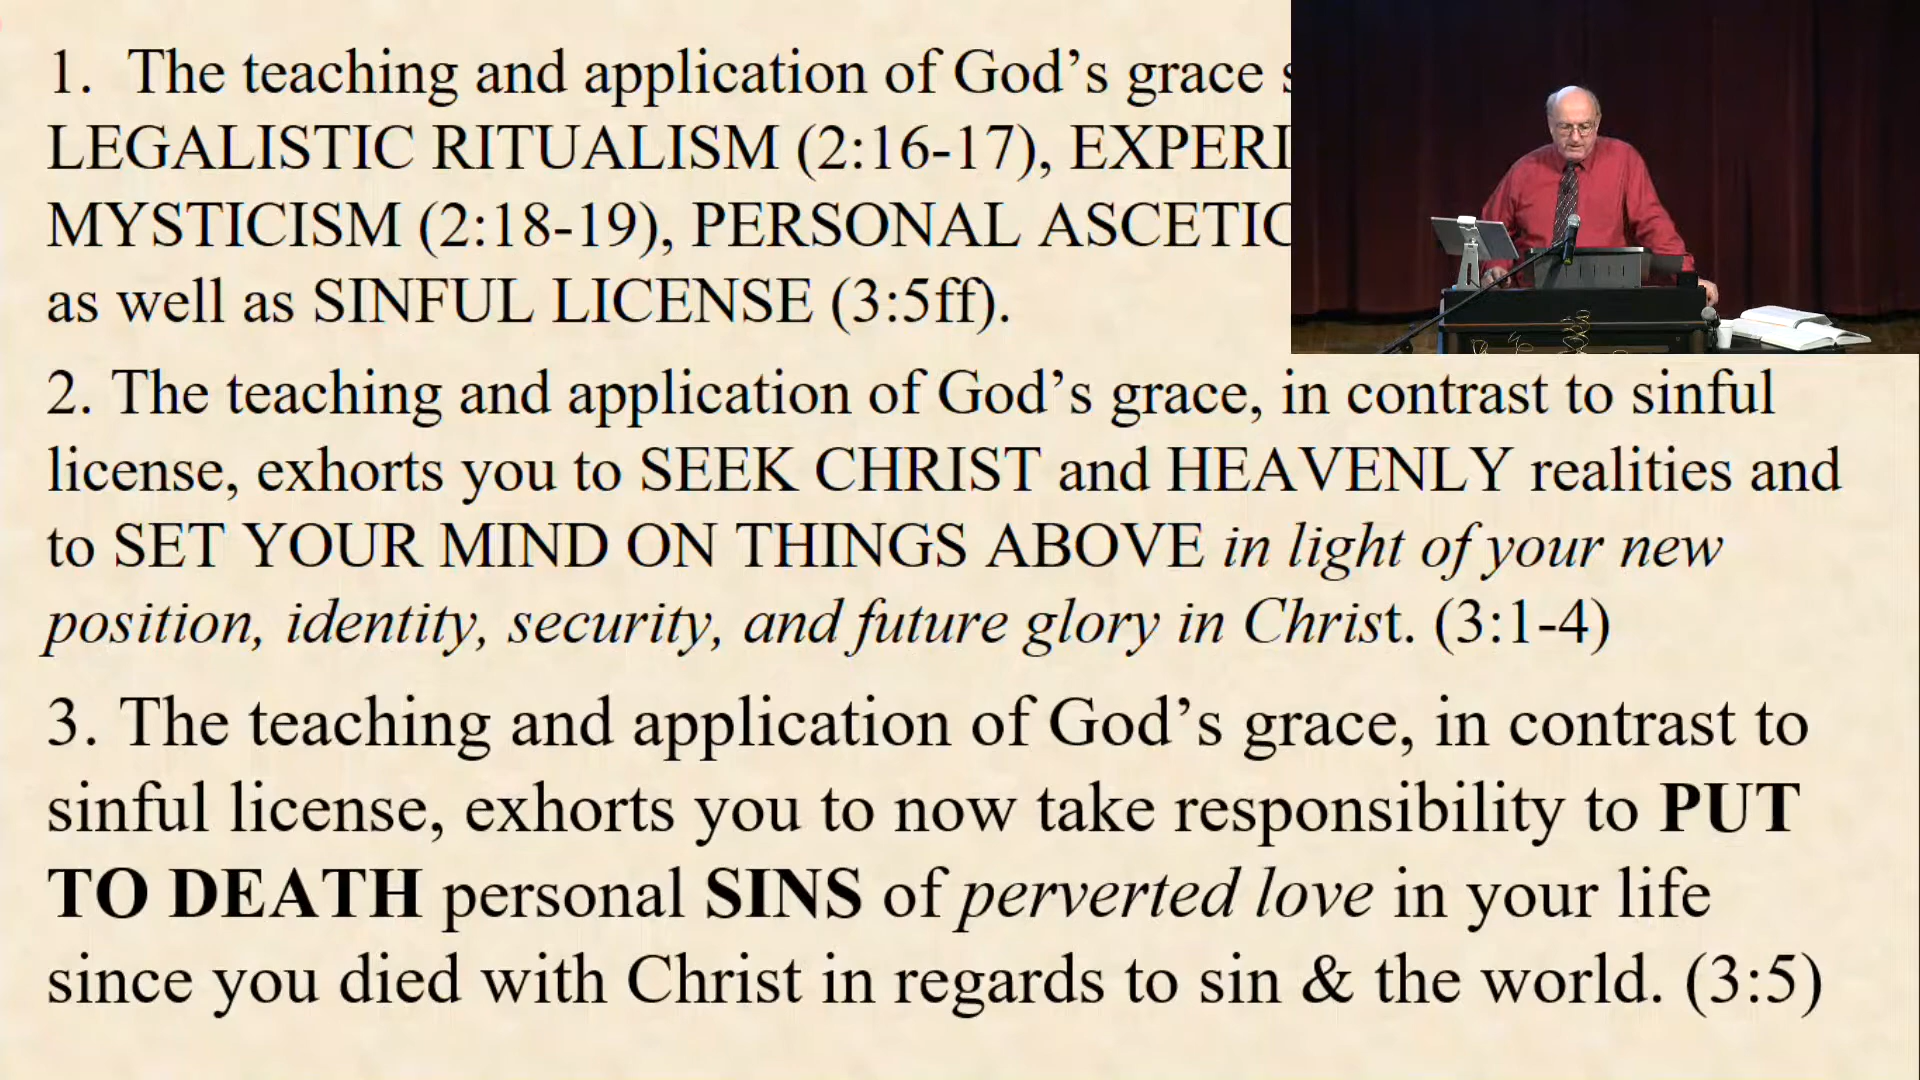 1. The teaching and application of God’s grace
LEGALISTIC RITUALISM (2:16-17),
MYSTICISM (2:18-19), PERSONAL
as well as SINFUL LICENSE (3:5ff).
2. The teaching and application of God’s grace, in contrast to sinful
license, exhorts you to SEEK CHRIST and HEAVENLY realities and
to SET YOUR MIND ON THINGS ABOVE in light of your new
position, identity, security, and future glory in Christ. (3:1-4)
3. The teaching and application of God’s grace, in contrast to
sinful license, exhorts you to now take responsibility to PUT
TO DEATH personal SINS of perverted love in your life
since you died with Christ in regards to sin & the world. (3:5)